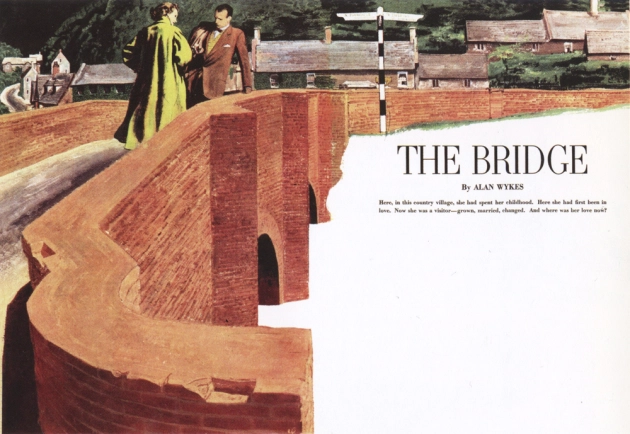 THE BRIDGE
By ALAN WYKES
Here, in this country village, she had spent her childhood. Here she had first been in
love. Now she was a visitor—grown, married, changed. And where was her love now?